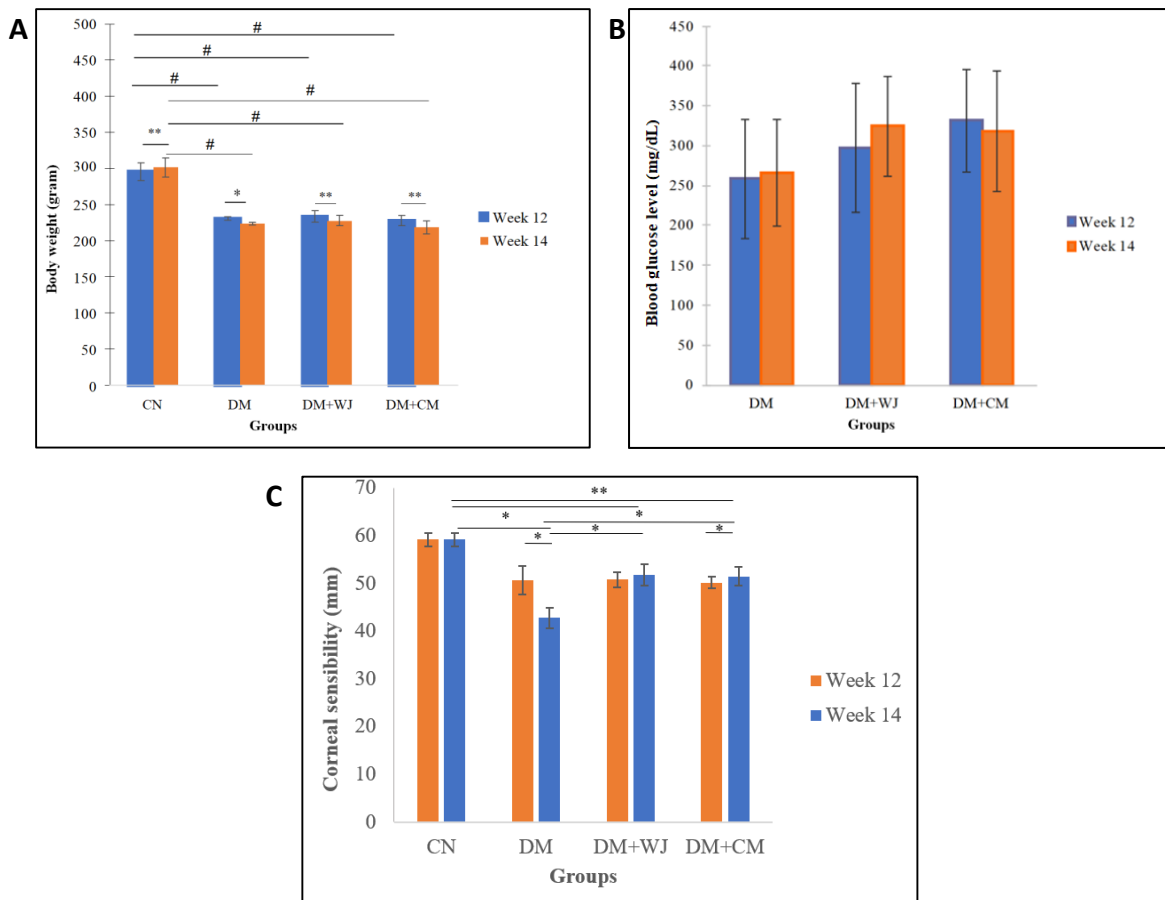 A
500
450
400
350
300
250
200
150
100
50
0
Body weight (gram)
#
#
#
#
#
#
**
*
**
**
CN DM DM+WJ DM+CM
Groups
Week 12
Week 14
B
450
400
350
300
250
200
150
100
50
0
Blood glucose level (mg/dL)
DM DM+WJ DM+CM
Groups
Week 12
Week 14
C
70
60
50
40
30
20
10
0
Corneal sensibility (mm)
**
*
*
*
*
*
CN DM DM+WJ DM+CM
Groups
Week 12
Week 14